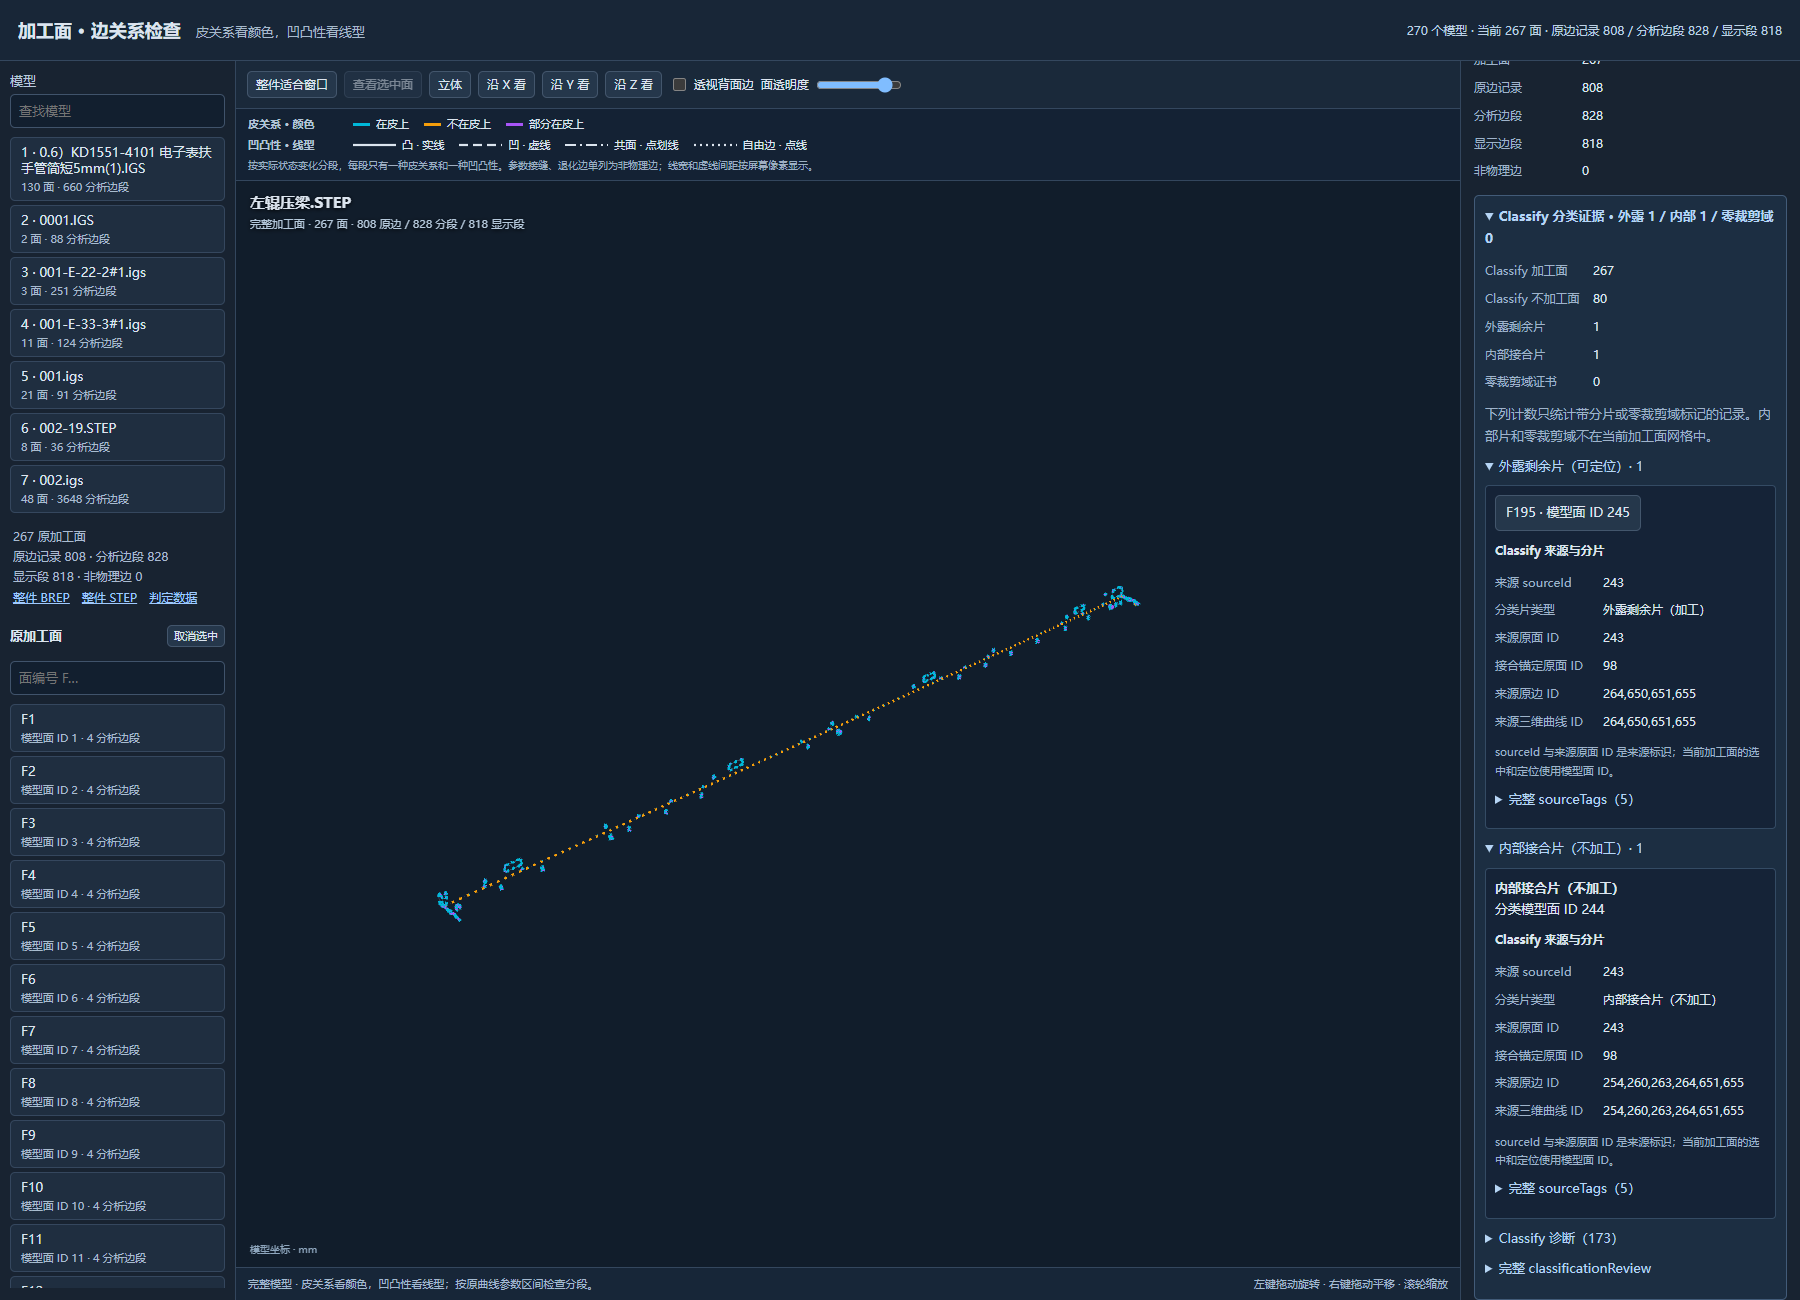 加工面 • 边关系检查
皮关系看颜色，凹凸性看线型
270 个模型 · 当前 267 面 · 原边记录 808 / 分析边段 828 / 显示段 818
模型
查找模型
1 · 0.6）KD1551-4101 电子表扶
手管简短5mm(1).IGS
130 面 · 660 分析边段
2 · 0001.IGS
2 面 · 88 分析边段
3 · 001-E-22-2#1.igs
3 面 · 251 分析边段
4 · 001-E-33-3#1.igs
11 面 · 124 分析边段
5 · 001.igs
21 面 · 91 分析边段
6 · 002-19.STEP
8 面 · 36 分析边段
7 · 002.igs
48 面 · 3648 分析边段
267 原加工面
原边记录 808 · 分析边段 828
显示段 818 · 非物理边 0
整件 BREP 整件 STEP 判定数据
原加工面 取消选中
面编号 F...
F1
模型面 ID 1 · 4 分析边段
F2
模型面 ID 2 · 4 分析边段
F3
模型面 ID 3 · 4 分析边段
F4
模型面 ID 4 · 4 分析边段
F5
模型面 ID 5 · 4 分析边段
F6
模型面 ID 6 · 4 分析边段
F7
模型面 ID 7 · 4 分析边段
F8
模型面 ID 8 · 4 分析边段
F9
模型面 ID 9 · 4 分析边段
F10
模型面 ID 10 · 4 分析边段
F11
模型面 ID 11 · 4 分析边段
整件适合窗口 查看选中面 立体 沿 X 看 沿 Y 看 沿 Z 看 透视背面边 面透明度
皮关系 • 颜色 在皮上 不在皮上 部分在皮上
凹凸性 • 线型 凸 · 实线 凹 · 虚线 共面 · 点划线 自由边 · 点线
按实际状态变化分段，每段只有一种皮关系和一种凹凸性。参数接缝、退化边单列为非物理边；线宽和虚线间距按屏幕像素显示。
左辊压梁.STEP
完整加工面 · 267 面 · 808 原边 / 828 分段 / 818 显示段
模型坐标 · mm
完整模型 · 皮关系看颜色，凹凸性看线型；按原曲线参数区间检查分段。
左键拖动旋转 · 右键拖动平移 · 滚轮缩放
加工面 267
原边记录 808
分析边段 828
显示边段 818
非物理边 0
▼ Classify 分类证据 • 外露 1 / 内部 1 / 零裁剪域
0
Classify 加工面 267
Classify 不加工面 80
外露剩余片 1
内部接合片 1
零裁剪域证书 0
下列计数只统计带分片或零裁剪域标记的记录。内
部片和零裁剪域不在当前加工面网格中。
▼ 外露剩余片（可定位）· 1
F195 · 模型面 ID 245
Classify 来源与分片
来源 sourceId 243
分类片类型 外露剩余片（加工）
来源原面 ID 243
接合锚定原面 ID 98
来源原边 ID 264,650,651,655
来源三维曲线 ID 264,650,651,655
sourceId 与来源原面 ID 是来源标识；当前加工面的选
中和定位使用模型面 ID。
▶ 完整 sourceTags（5）
▼ 内部接合片（不加工）· 1
内部接合片（不加工）
分类模型面 ID 244
Classify 来源与分片
来源 sourceId 243
分类片类型 内部接合片（不加工）
来源原面 ID 243
接合锚定原面 ID 98
来源原边 ID 254,260,263,264,651,655
来源三维曲线 ID 254,260,263,264,651,655
sourceId 与来源原面 ID 是来源标识；当前加工面的选
中和定位使用模型面 ID。
▶ 完整 sourceTags（5）
▶ Classify 诊断（173）
▶ 完整 classificationReview